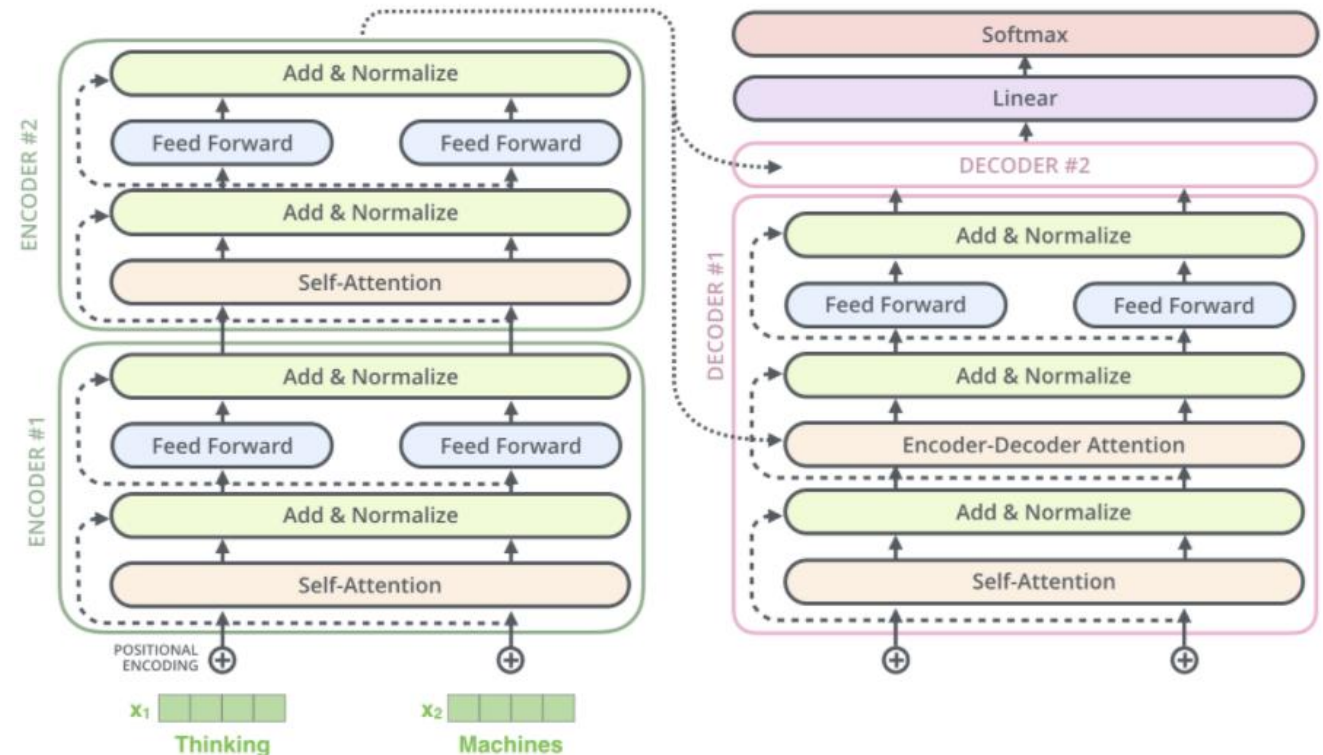 ENCODER #2
Add & Normalize
Feed Forward
Feed Forward
Add & Normalize
Self-Attention
ENCODER #1
Add & Normalize
Feed Forward
Feed Forward
Add & Normalize
Self-Attention
POSITIONAL
ENCODING
x₁
x₂
Thinking
Machines
Softmax
Linear
DECODER #2
DECODER #1
Add & Normalize
Feed Forward
Feed Forward
Add & Normalize
Encoder-Decoder Attention
Add & Normalize
Self-Attention